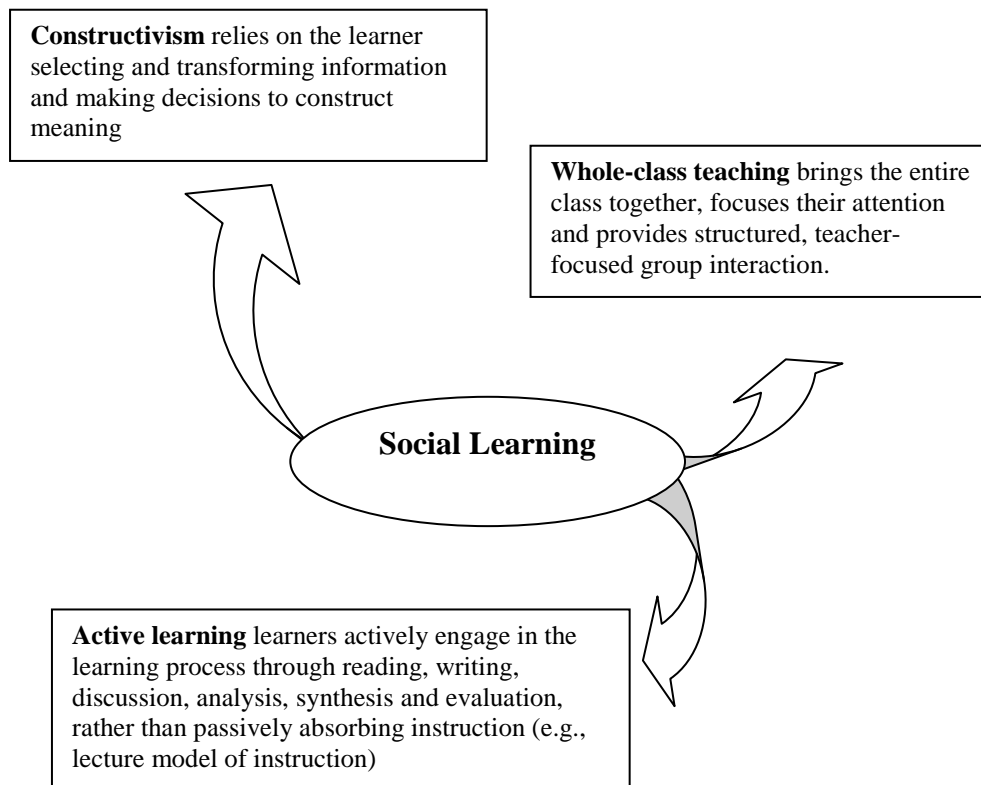 Constructivism relies on the learner
selecting and transforming information
and making decisions to construct
meaning
Whole-class teaching brings the entire
class together, focuses their attention
and provides structured, teacher-
focused group interaction.
Social Learning
Active learning learners actively engage in the
learning process through reading, writing,
discussion, analysis, synthesis and evaluation,
rather than passively absorbing instruction (e.g.,
lecture model of instruction)